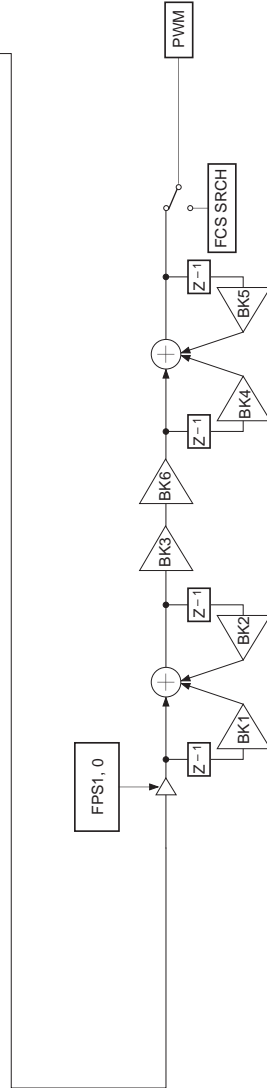 PWM
FCS SRCH
Z – 1
BK5
Z – 1
BK4
BK6
BK3
Z – 1
BK2
Z – 1
BK1
FPS1, 0